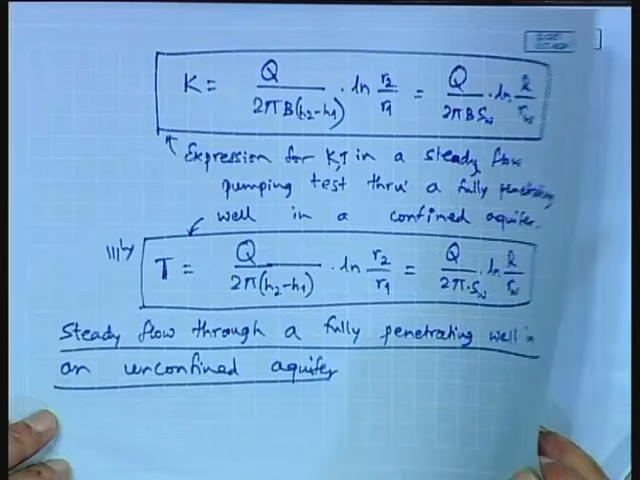 K = Q / 2πB(h2-h1) · ln r2/r1 = Q / 2πBSw · ln R/rw
Expression for K,T in a steady flow
pumping test thru' a fully penetrating
well in a confined aquifer.
|||ly T = Q / 2π(h2-h1) · ln r2/r1 = Q / 2π·Sw · ln R/rw
Steady flow through a fully penetrating well in
an unconfined aquifer